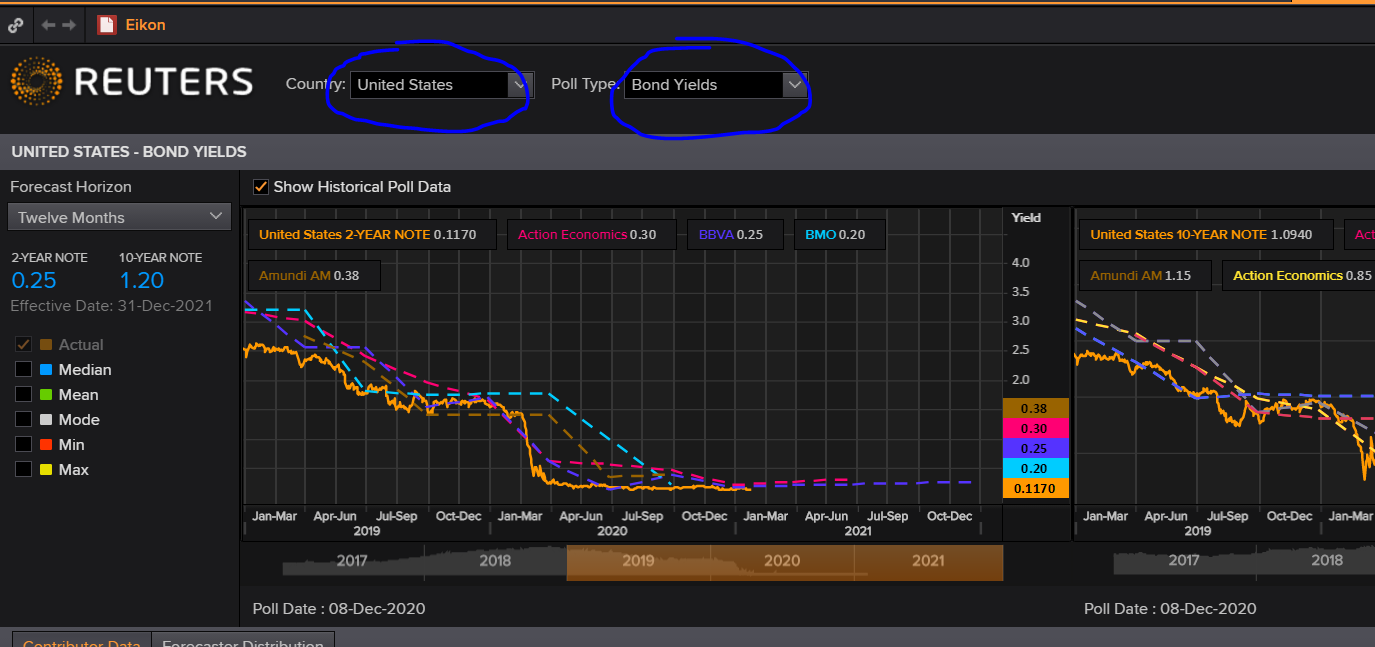 Eikon
REUTERS
Country: United States
Poll Type: Bond Yields
UNITED STATES - BOND YIELDS
Forecast Horizon
Twelve Months
2-YEAR NOTE 10-YEAR NOTE
0.25 1.20
Effective Date: 31-Dec-2021
Actual
Median
Mean
Mode
Min
Max
Show Historical Poll Data
United States 2-YEAR NOTE 0.1170
Action Economics 0.30
BBVA 0.25
BMO 0.20
Amundi AM 0.38
Yield
4.0
3.5
3.0
2.5
2.0
0.38
0.30
0.25
0.20
0.1170
Jan-Mar Apr-Jun Jul-Sep Oct-Dec Jan-Mar Apr-Jun Jul-Sep Oct-Dec Jan-Mar Apr-Jun Jul-Sep Oct-Dec
2019 2020 2021
2017 2018 2019 2020 2021
Poll Date : 08-Dec-2020
United States 10-YEAR NOTE 1.0940
Act
Amundi AM 1.15
Action Economics 0.85
Jan-Mar Apr-Jun Jul-Sep Oct-Dec Jan-Mar
2019
2017 2018
Poll Date : 08-Dec-2020
Contributor Data
Forecaster Distribution